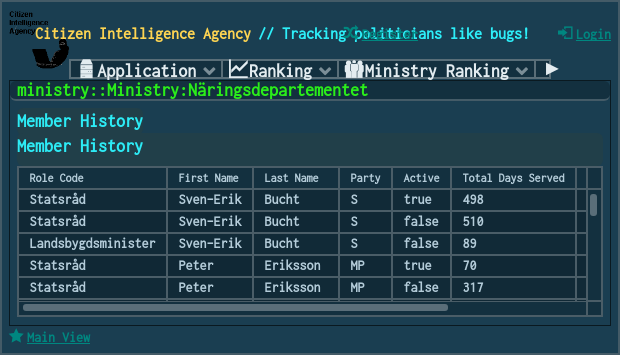 Citizen
Intelligence
Agency
Citizen Intelligence Agency // Tracking politicians like bugs!
Register
Login
Application
Ranking
Ministry Ranking
ministry::Ministry:Näringsdepartementet
Member History
Member History
Role Code First Name Last Name Party Active Total Days Served
Statsråd Sven-Erik Bucht S true 498
Statsråd Sven-Erik Bucht S false 510
Landsbygdsminister Sven-Erik Bucht S false 89
Statsråd Peter Eriksson MP true 70
Statsråd Peter Eriksson MP false 317
Main View